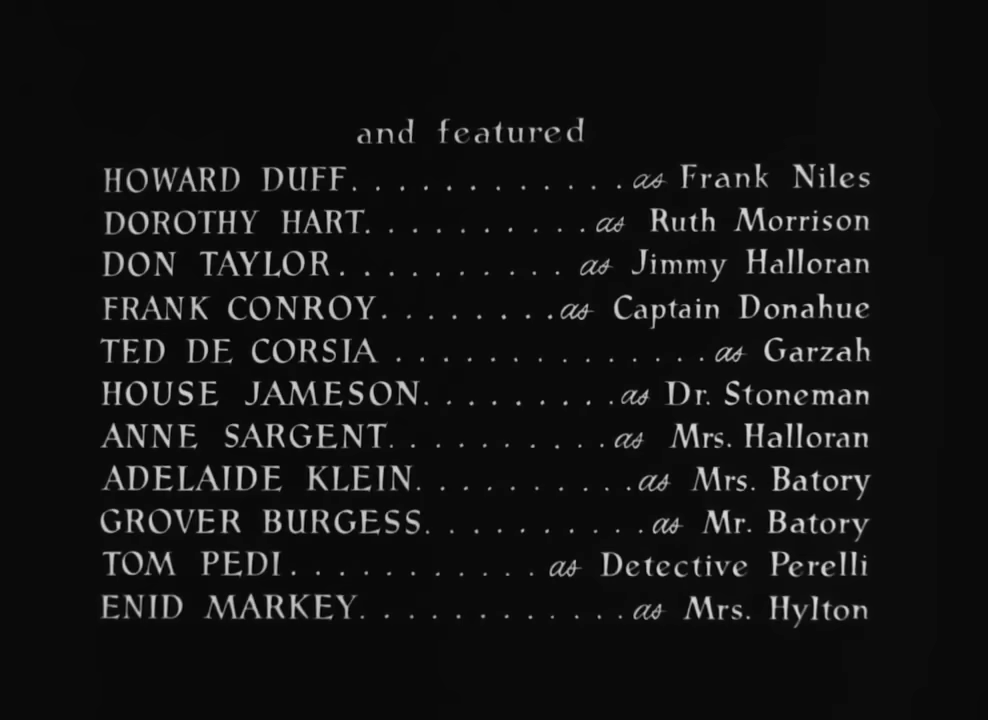 and featured
HOWARD DUFF. . . . . . . . . . . . .as Frank Niles
DOROTHY HART. . . . . . . . . . .as Ruth Morrison
DON TAYLOR. . . . . . . . . . as Jimmy Halloran
FRANK CONROY. . . . . . . . .as Captain Donahue
TED DE CORSIA . . . . . . . . . . . . . . .as Garzah
HOUSE JAMESON. . . . . . . . . .as Dr. Stoneman
ANNE SARGENT. . . . . . . . . . .as Mrs. Halloran
ADELAIDE KLEIN. . . . . . . . . . .as Mrs. Batory
GROVER BURGESS. . . . . . . . . . .as Mr. Batory
TOM PEDI. . . . . . . . . . . . as Detective Perelli
ENID MARKEY. . . . . . . . . . . . .as Mrs. Hylton